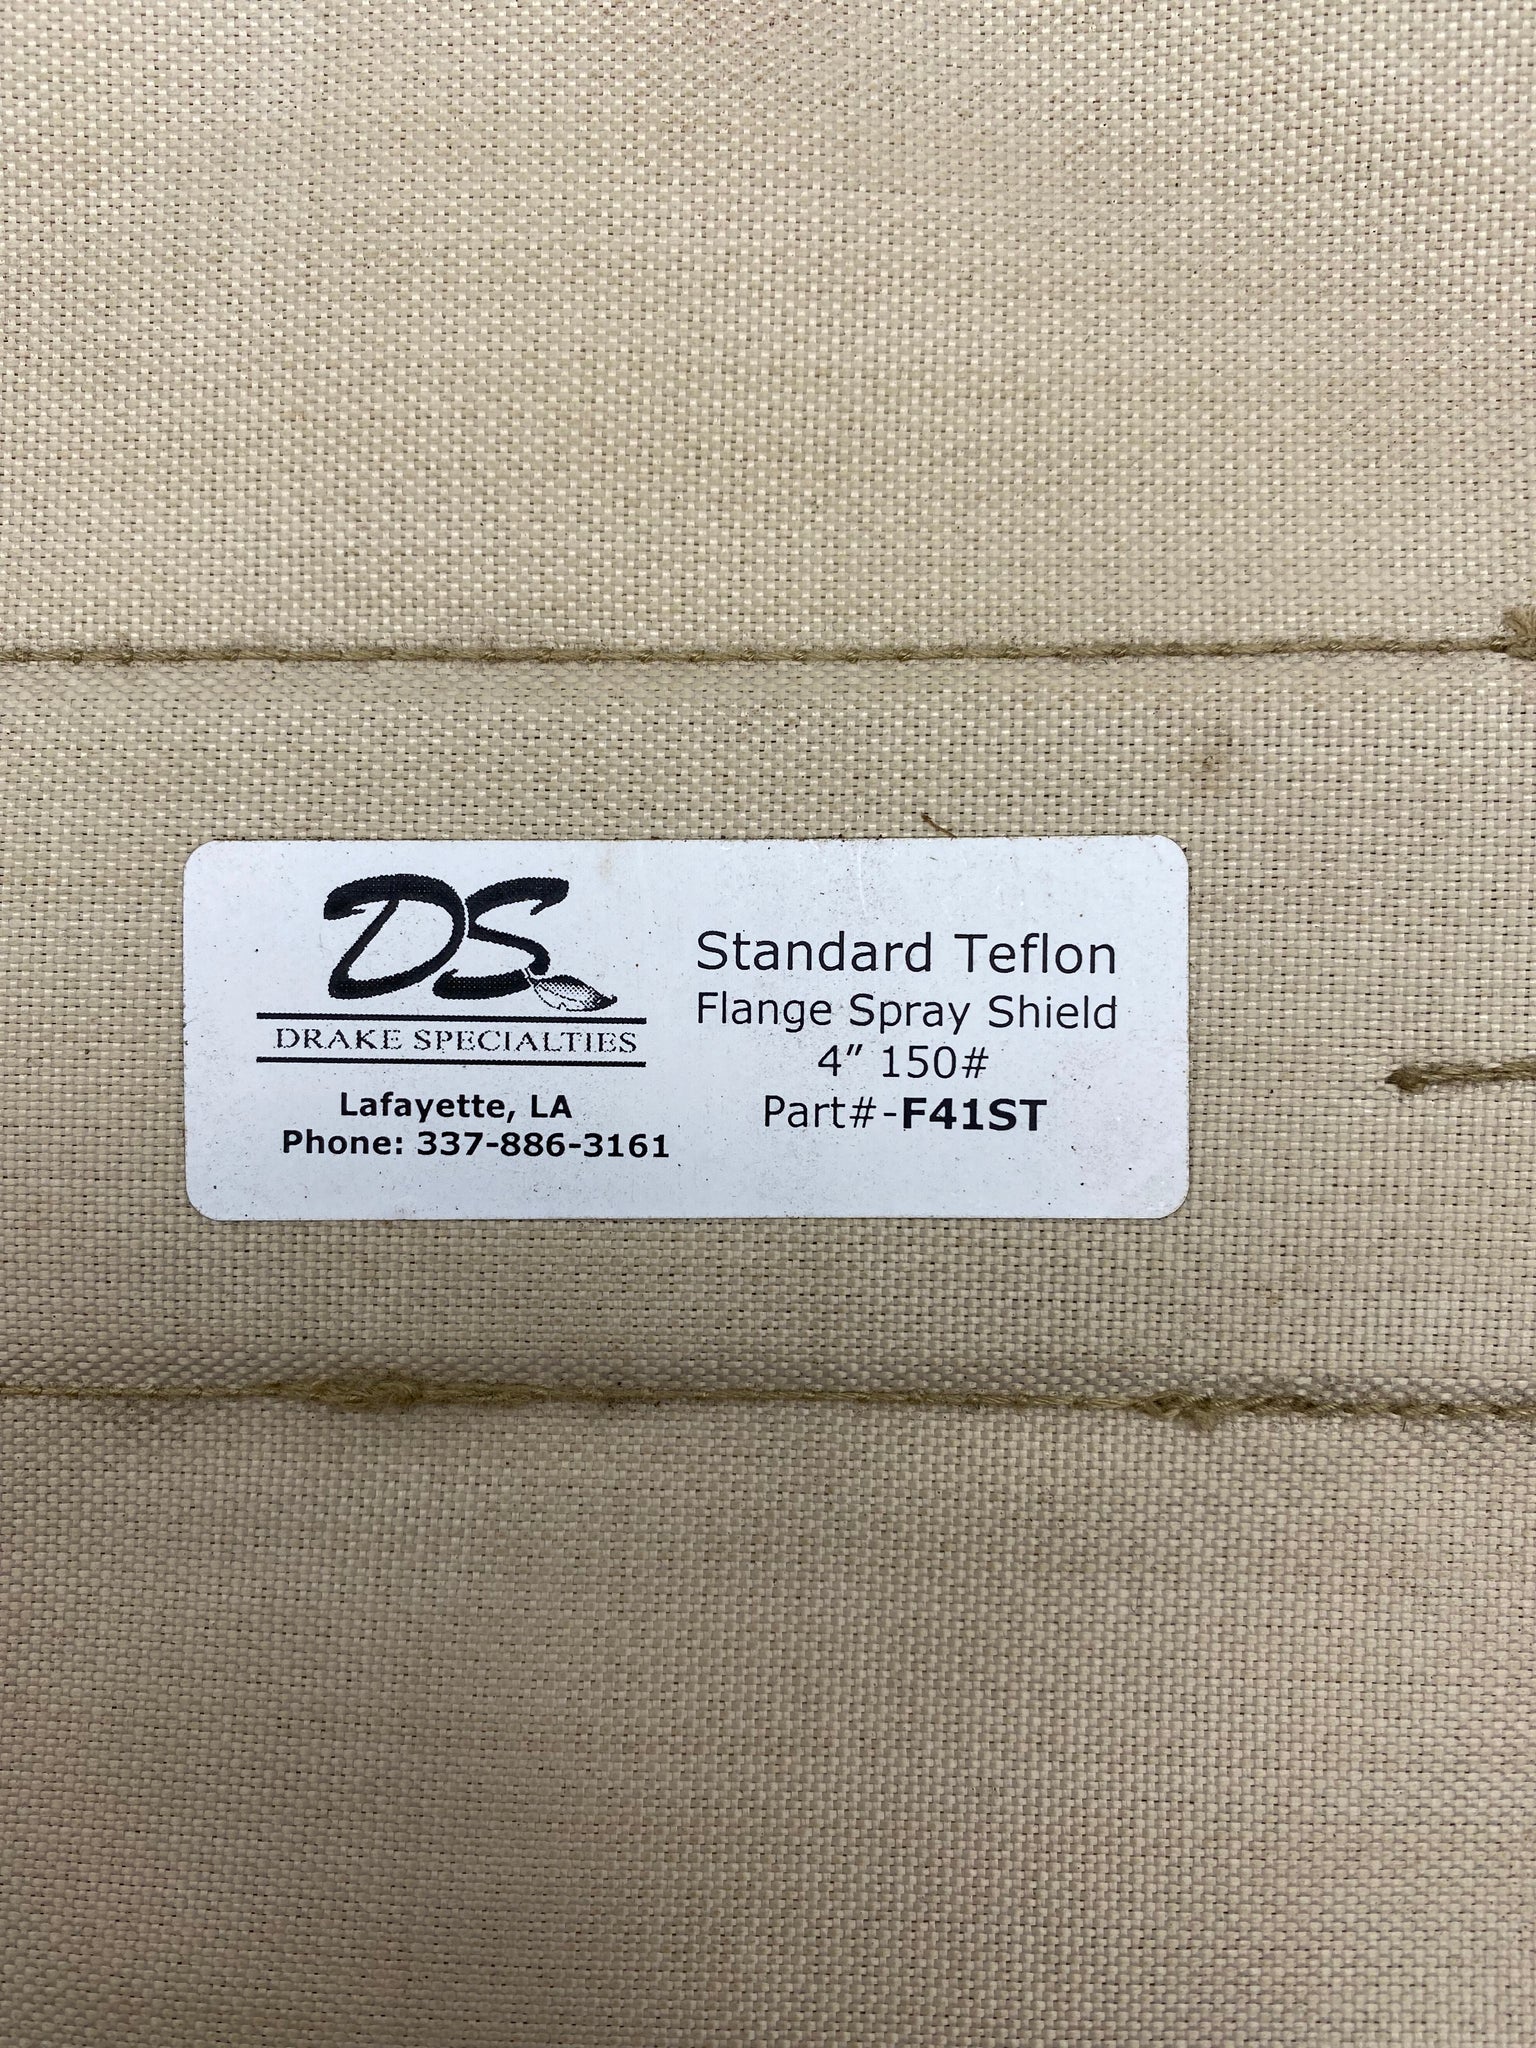 DS
DRAKE SPECIALTIES
Lafayette, LA
Phone: 337-886-3161
Standard Teflon
Flange Spray Shield
4” 150#
Part#-F41ST